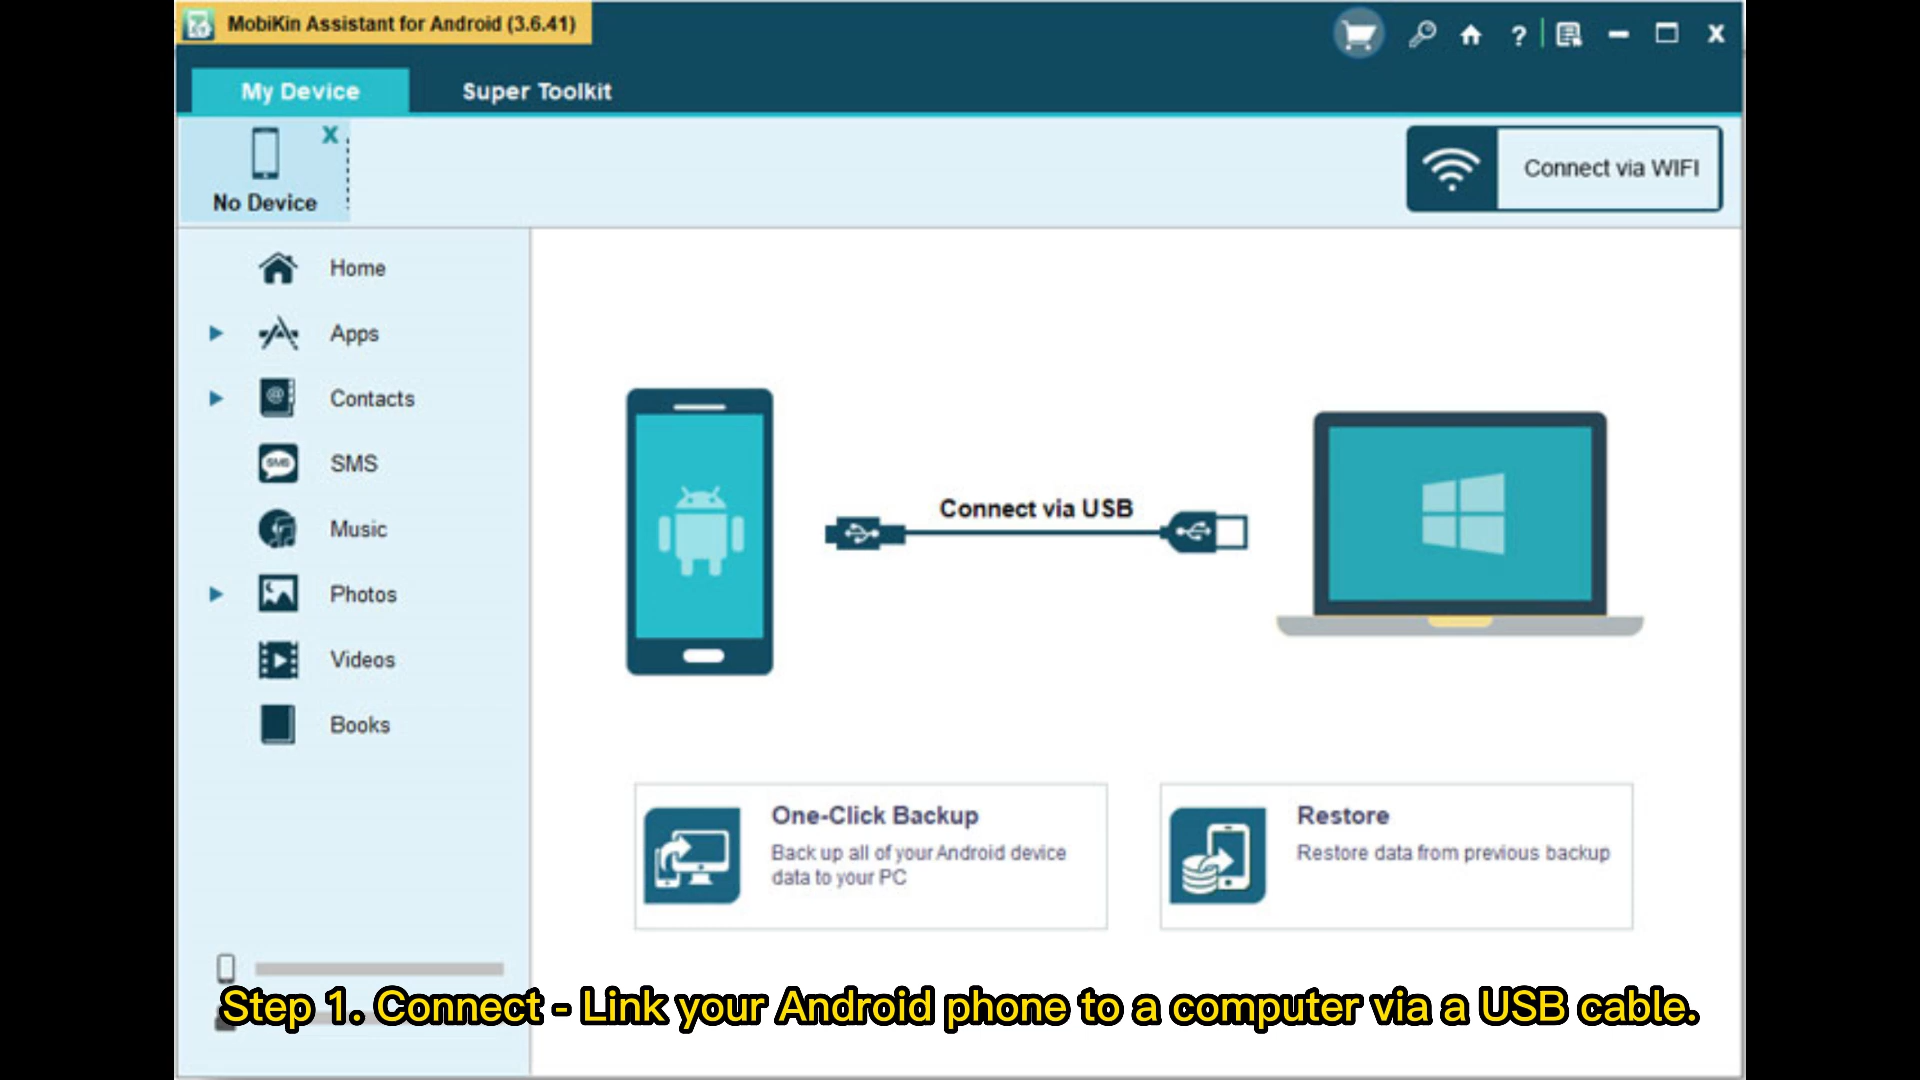 MobiKin Assistant for Android (3.6.41)
?
X
My Device
Super Toolkit
X
No Device
Connect via WIFI
Home
Apps
@
Contacts
SMS
SMS
Music
Photos
Videos
Books
Connect via USB
One-Click Backup
Back up all of your Android device
data to your PC
Restore
Restore data from previous backup
Step 1. Connect - Link your Android phone to a computer via a USB cable.